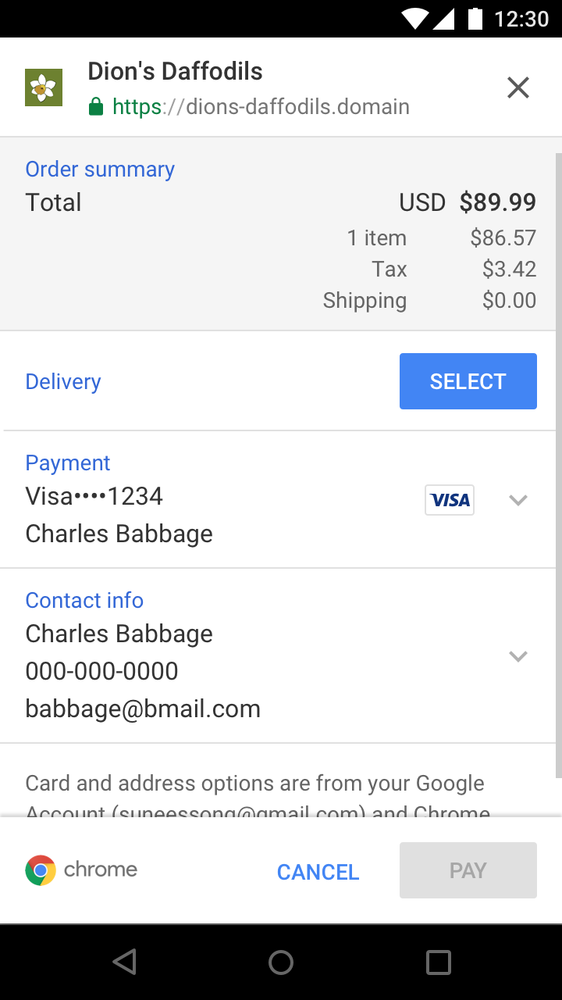 12:30
Dion's Daffodils
https://dions-daffodils.domain
Order summary
Total USD $89.99
1 item $86.57
Tax $3.42
Shipping $0.00
Delivery SELECT
Payment
Visa••••1234 VISA
Charles Babbage
Contact info
Charles Babbage
000-000-0000
babbage@bmail.com
Card and address options are from your Google
Account (suneessong@gmail.com) and Chrome
chrome CANCEL PAY